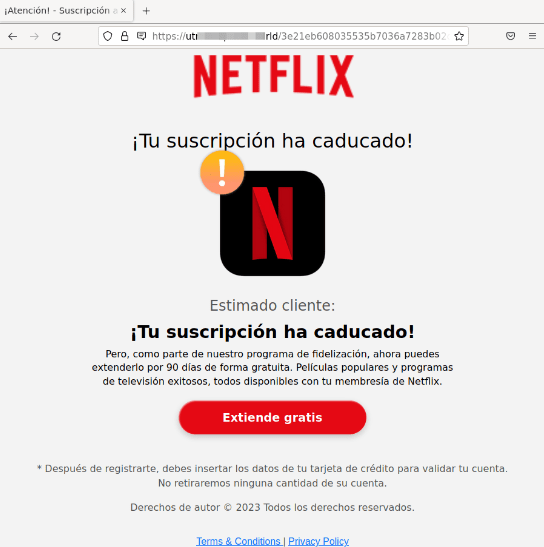 ¡Atención! - Suscripción a
https://ut rld/3e21eb608035535b7036a7283b02
NETFLIX
¡Tu suscripción ha caducado!
!
N
Estimado cliente:
¡Tu suscripción ha caducado!
Pero, como parte de nuestro programa de fidelización, ahora puedes
extenderlo por 90 días de forma gratuita. Películas populares y programas
de televisión exitosos, todos disponibles con tu membresía de Netflix.
Extiende gratis
* Después de registrarte, debes insertar los datos de tu tarjeta de crédito para validar tu cuenta.
No retiraremos ninguna cantidad de su cuenta.
Derechos de autor © 2023 Todos los derechos reservados.
Terms & Conditions | Privacy Policy